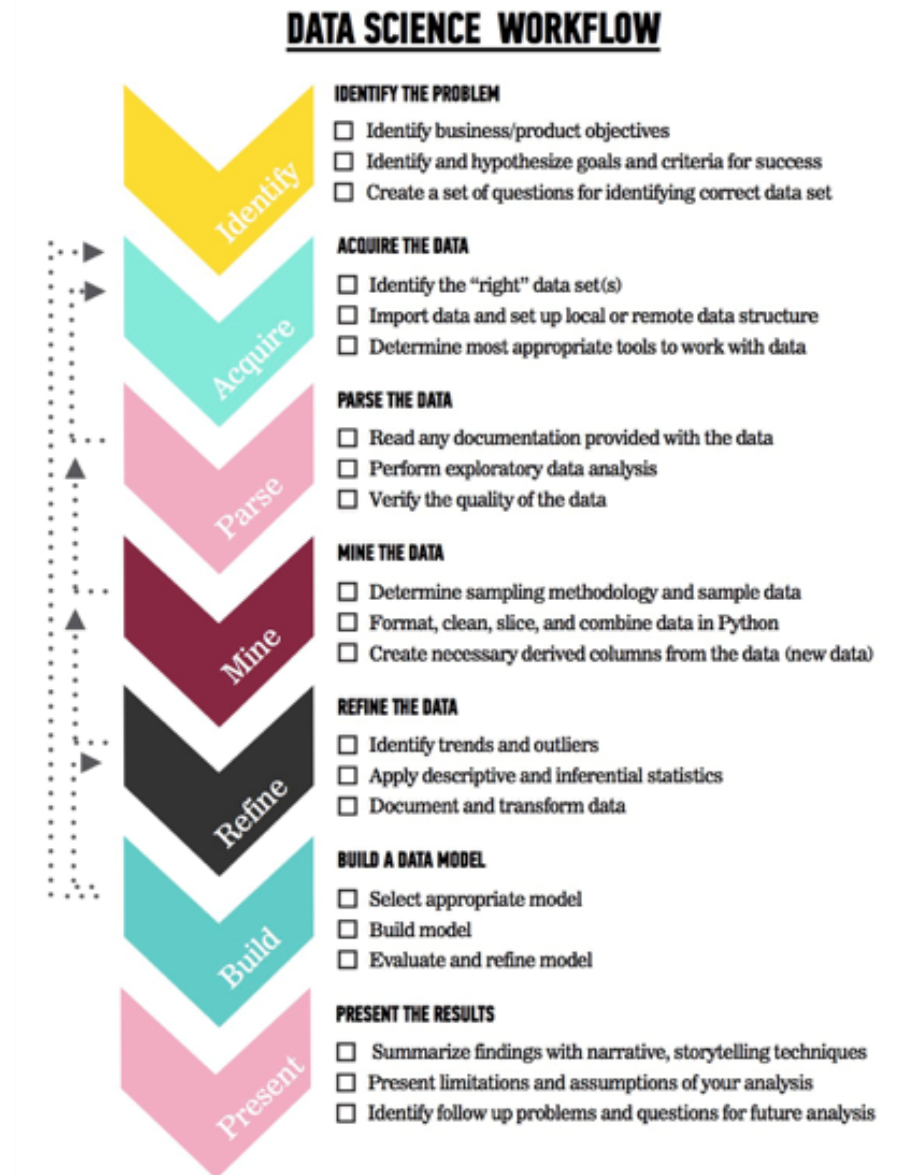 DATA SCIENCE WORKFLOW
IDENTIFY THE PROBLEM
Identify business/product objectives
Identify and hypothesize goals and criteria for success
Create a set of questions for identifying correct data set
Identify
ACQUIRE THE DATA
Identify the “right” data set(s)
Import data and set up local or remote data structure
Determine most appropriate tools to work with data
Acquire
PARSE THE DATA
Read any documentation provided with the data
Perform exploratory data analysis
Verify the quality of the data
Parse
MINE THE DATA
Determine sampling methodology and sample data
Format, clean, slice, and combine data in Python
Create necessary derived columns from the data (new data)
Mine
REFINE THE DATA
Identify trends and outliers
Apply descriptive and inferential statistics
Document and transform data
Refine
BUILD A DATA MODEL
Select appropriate model
Build model
Evaluate and refine model
Build
PRESENT THE RESULTS
Summarize findings with narrative, storytelling techniques
Present limitations and assumptions of your analysis
Identify follow up problems and questions for future analysis
Present